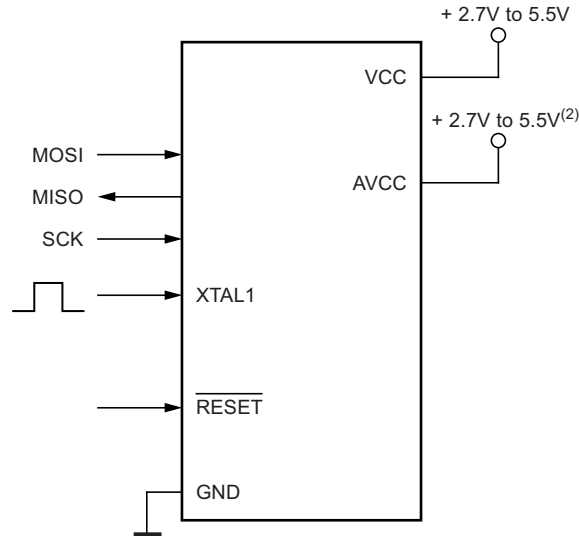 + 2.7V to 5.5V
VCC
+ 2.7V to 5.5V(2)
MOSI
AVCC
MISO
SCK
XTAL1
RESET
GND